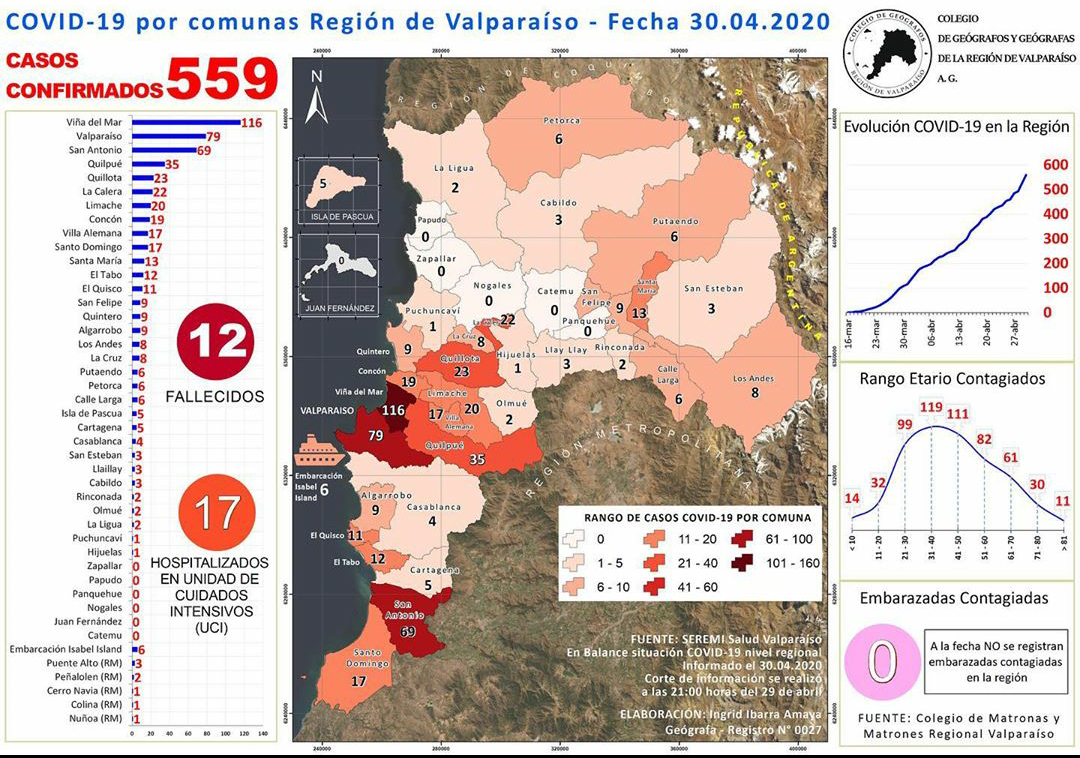 COVID-19 por comunas Región de Valparaíso - Fecha 30.04.2020
COLEGIO DE GEÓGRAFOS
REGIÓN DE VALPARAÍSO
COLEGIO
DE GEÓGRAFOS Y GEÓGRAFAS
DE LA REGIÓN DE VALPARAÍSO
A. G.
CASOS
CONFIRMADOS 559
Viña del Mar 116
Valparaíso 79
San Antonio 69
Quilpué 35
Quillota 23
La Calera 22
Limache 20
Concón 19
Villa Alemana 17
Santo Domingo 17
Santa María 13
El Tabo 12
El Quisco 11
San Felipe 9
Quintero 9
Algarrobo 9
Los Andes 8
La Cruz 8
Putaendo 6
Petorca 6
Calle Larga 6
Isla de Pascua 5
Cartagena 5
Casablanca 4
San Esteban 3
Llaillay 3
Cabildo 3
Rinconada 2
Olmué 2
La Ligua 2
Puchuncaví 1
Hijuelas 1
Zapallar 0
Papudo 0
Panquehue 0
Nogales 0
Juan Fernández 0
Catemu 0
Embarcación Isabel Island 6
Puente Alto (RM) 3
Peñalolen (RM) 2
Cerro Navia (RM) 1
Colina (RM) 1
Nuñoa (RM) 1
0 20 40 60 80 100 120 140
12
FALLECIDOS
17
HOSPITALIZADOS
EN UNIDAD DE
CUIDADOS
INTENSIVOS
(UCI)
240000 280000 320000 360000 400000
6440000
6400000
6360000
6320000
6280000
6240000
N
REGIÓN DE COQUIMBO
REPÚBLICA DE ARGENTINA
REGIÓN METROPOLITANA
5
ISLA DE PASCUA
0
JUAN FERNÁNDEZ
Petorca
6
La Ligua
2
Cabildo
3
Papudo
0
Putaendo
6
Zapallar
0
Nogales
0
Catemu
0
San
Felipe
9
Santa
María
13
San Esteban
3
Puchuncaví
1
22
Panquehue
0
La Cruz
8
Quintero
9
Quillota
23
Hijuelas
1
Llay Llay
3
Rinconada
2
Concón
19
Calle
Larga
6
Los Andes
8
Viña del Mar
116
Limache
20
17
Villa
Alemana
Olmué
2
VALPARAISO
79
Quilpué
35
Embarcación
Isabel
Island
6
Algarrobo
9
Casablanca
4
El Quisco
11
El Tabo
12
Cartagena
5
San
Antonio
69
Santo
Domingo
17
RANGO DE CASOS COVID-19 POR COMUNA
0 11 - 20 61 - 100
1 - 5 21 - 40 101 - 160
6 - 10 41 - 60
FUENTE: SEREMI Salud Valparaíso
En Balance situación COVID-19 nivel regional
Informado el 30.04.2020
Corte de información se realizó
a las 21:00 horas del 29 de abril
ELABORACIÓN: Ingrid Ibarra Amaya
Geógrafa - Registro N° 0027
240000 280000 320000 360000 400000
Evolución COVID-19 en la Región
600
500
400
300
200
100
0
16-mar 23-mar 30-mar 06-abr 13-abr 20-abr 27-abr
Rango Etario Contagiados
14 32 99 119 111 82 61 30 11
< 10 11 - 20 21 - 30 31 - 40 41 - 50 51 - 60 61 - 70 71 - 80 > 81
Embarazadas Contagiadas
0
A la fecha NO se registran
embarazadas contagiadas
en la región
FUENTE: Colegio de Matronas y
Matrones Regional Valparaíso